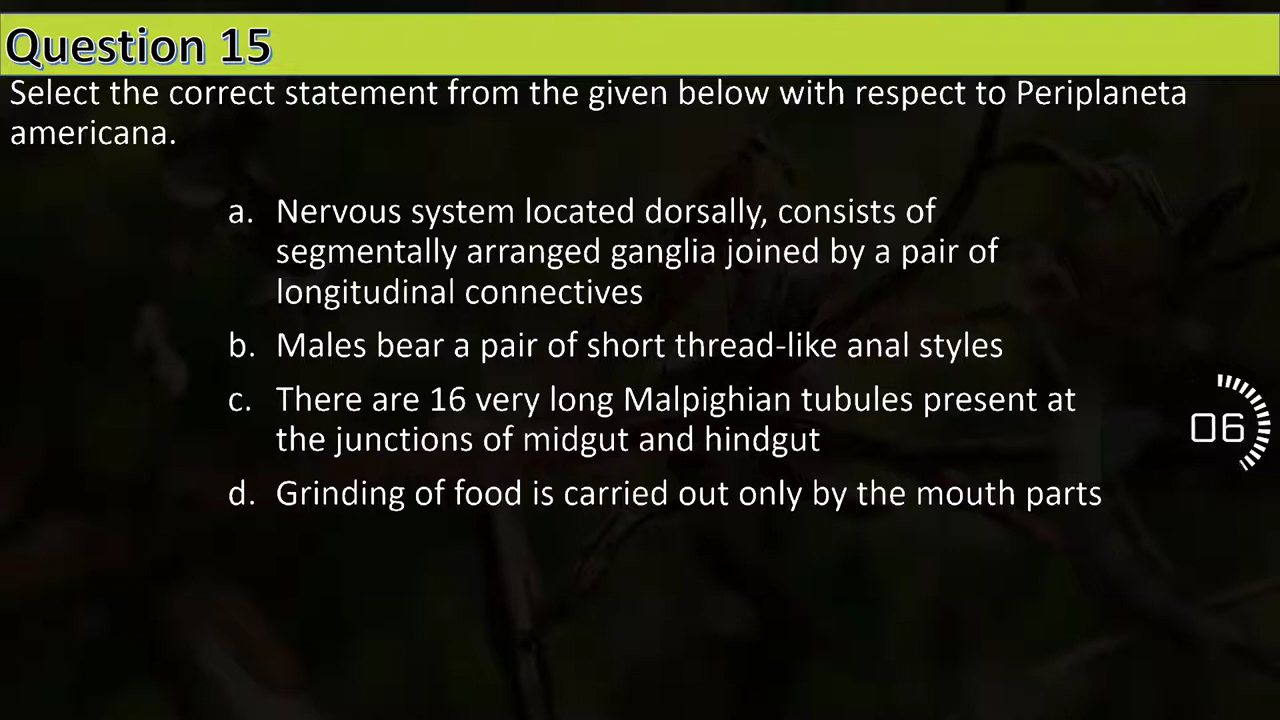 Question 15
Select the correct statement from the given below with respect to Periplaneta
americana.
a. Nervous system located dorsally, consists of
segmentally arranged ganglia joined by a pair of
longitudinal connectives
b. Males bear a pair of short thread-like anal styles
c. There are 16 very long Malpighian tubules present at
the junctions of midgut and hindgut
d. Grinding of food is carried out only by the mouth parts
06